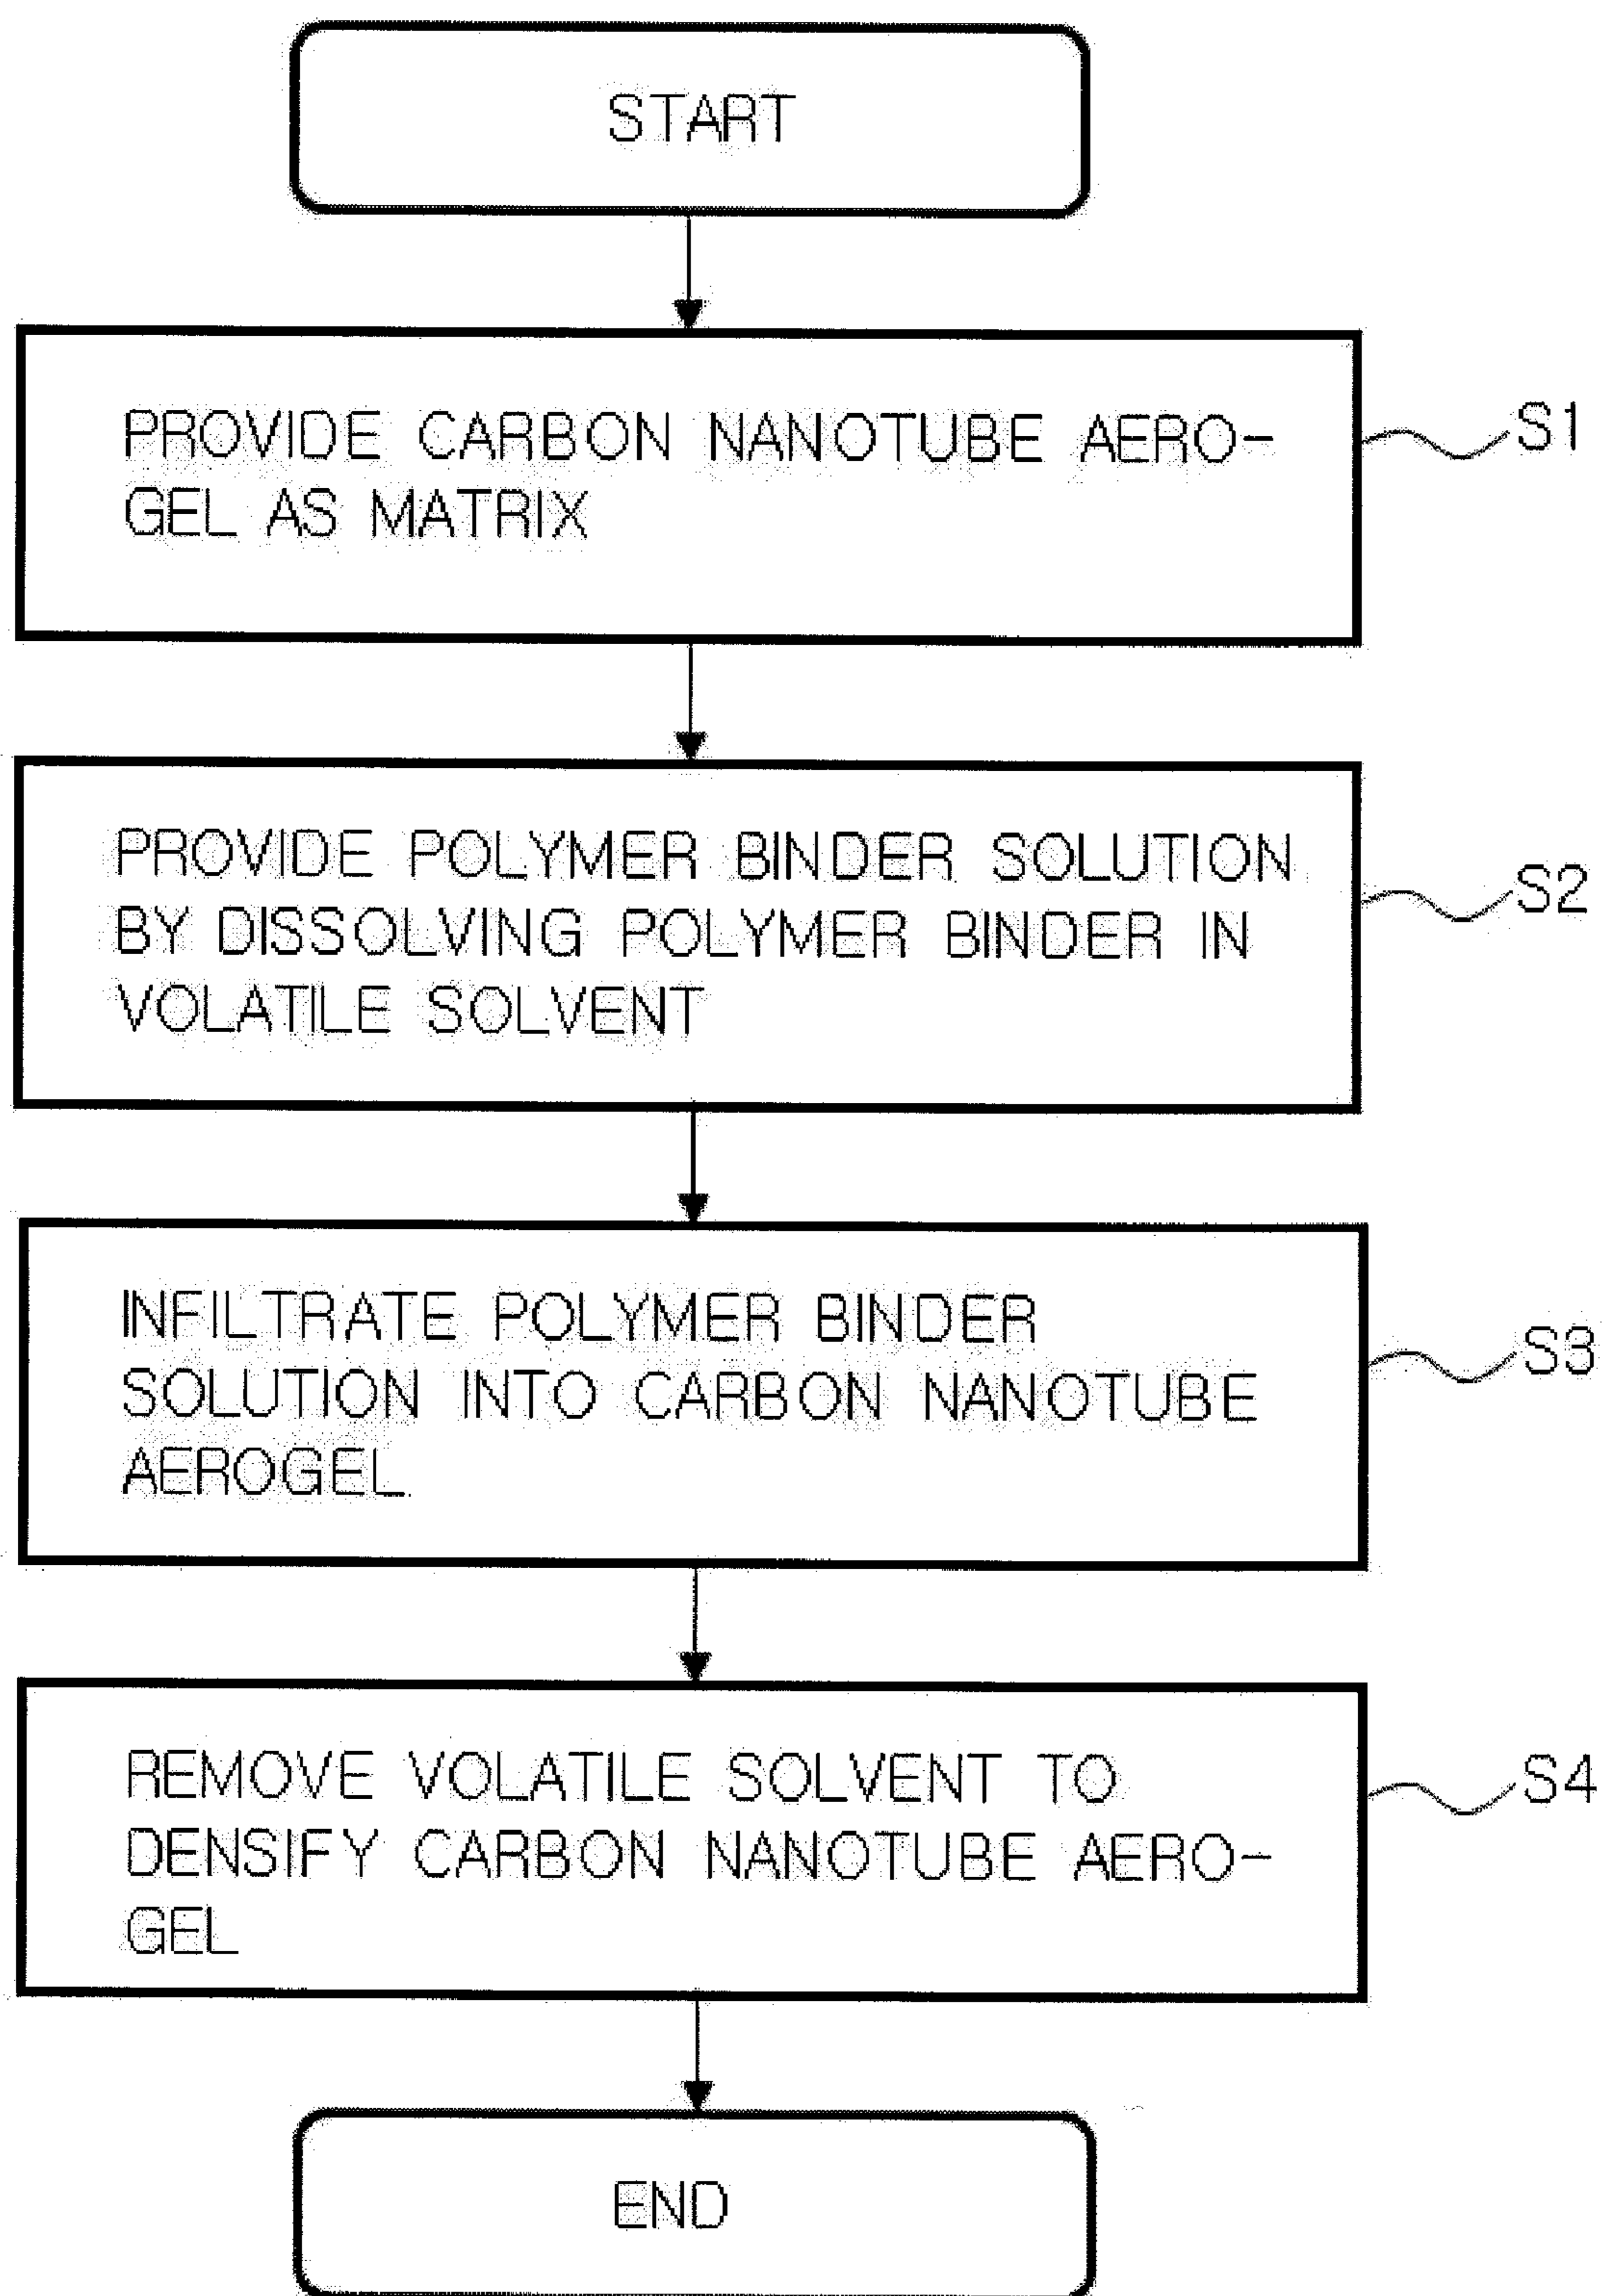 START
PROVIDE CARBON NANOTUBE AERO-
GEL AS MATRIX
S1
PROVIDE POLYMER BINDER SOLUTION
BY DISSOLVING POLYMER BINDER IN
VOLATILE SOLVENT
S2
INFILTRATE POLYMER BINDER
SOLUTION INTO CARBON NANOTUBE
AEROGEL
S3
REMOVE VOLATILE SOLVENT TO
DENSIFY CARBON NANOTUBE AERO-
GEL
S4
END